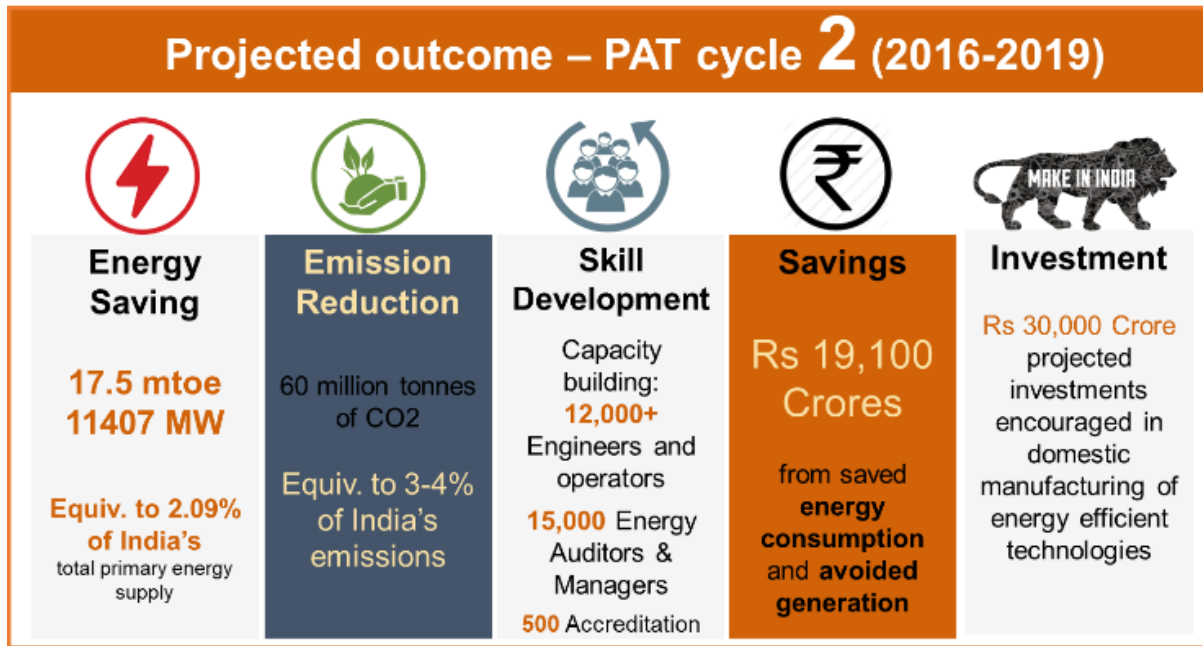 Projected outcome – PAT cycle 2 (2016-2019)
Energy
Saving
17.5 mtoe
11407 MW
Equiv. to 2.09%
of India's
total primary energy
supply
Emission
Reduction
60 million tonnes
of CO2
Equiv. to 3-4%
of India's
emissions
Skill
Development
Capacity
building:
12,000+
Engineers and
operators
15,000 Energy
Auditors &
Managers
500 Accreditation
₹
Savings
Rs 19,100
Crores
from saved
energy
consumption
and avoided
generation
MAKE IN INDIA
Investment
Rs 30,000 Crore
projected
investments
encouraged in
domestic
manufacturing of
energy efficient
technologies